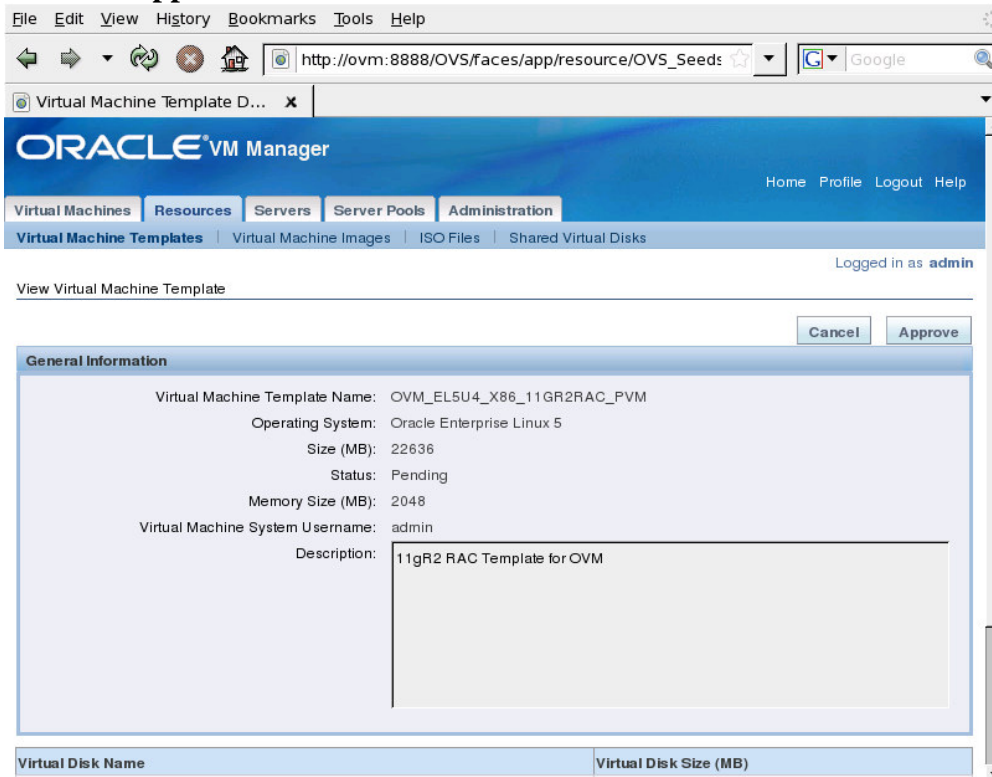 File Edit View History Bookmarks Tools Help
http://ovm:8888/OVS/faces/app/resource/OVS_Seeds G Google
Virtual Machine Template D... X
ORACLE VM Manager
Home Profile Logout Help
Virtual Machines Resources Servers Server Pools Administration
Virtual Machine Templates | Virtual Machine Images | ISO Files | Shared Virtual Disks
Logged in as admin
View Virtual Machine Template
Cancel Approve
General Information
Virtual Machine Template Name: OVM_EL5U4_X86_11GR2RAC_PVM
Operating System: Oracle Enterprise Linux 5
Size (MB): 22636
Status: Pending
Memory Size (MB): 2048
Virtual Machine System Username: admin
Description: 11gR2 RAC Template for OVM
Virtual Disk Name Virtual Disk Size (MB)